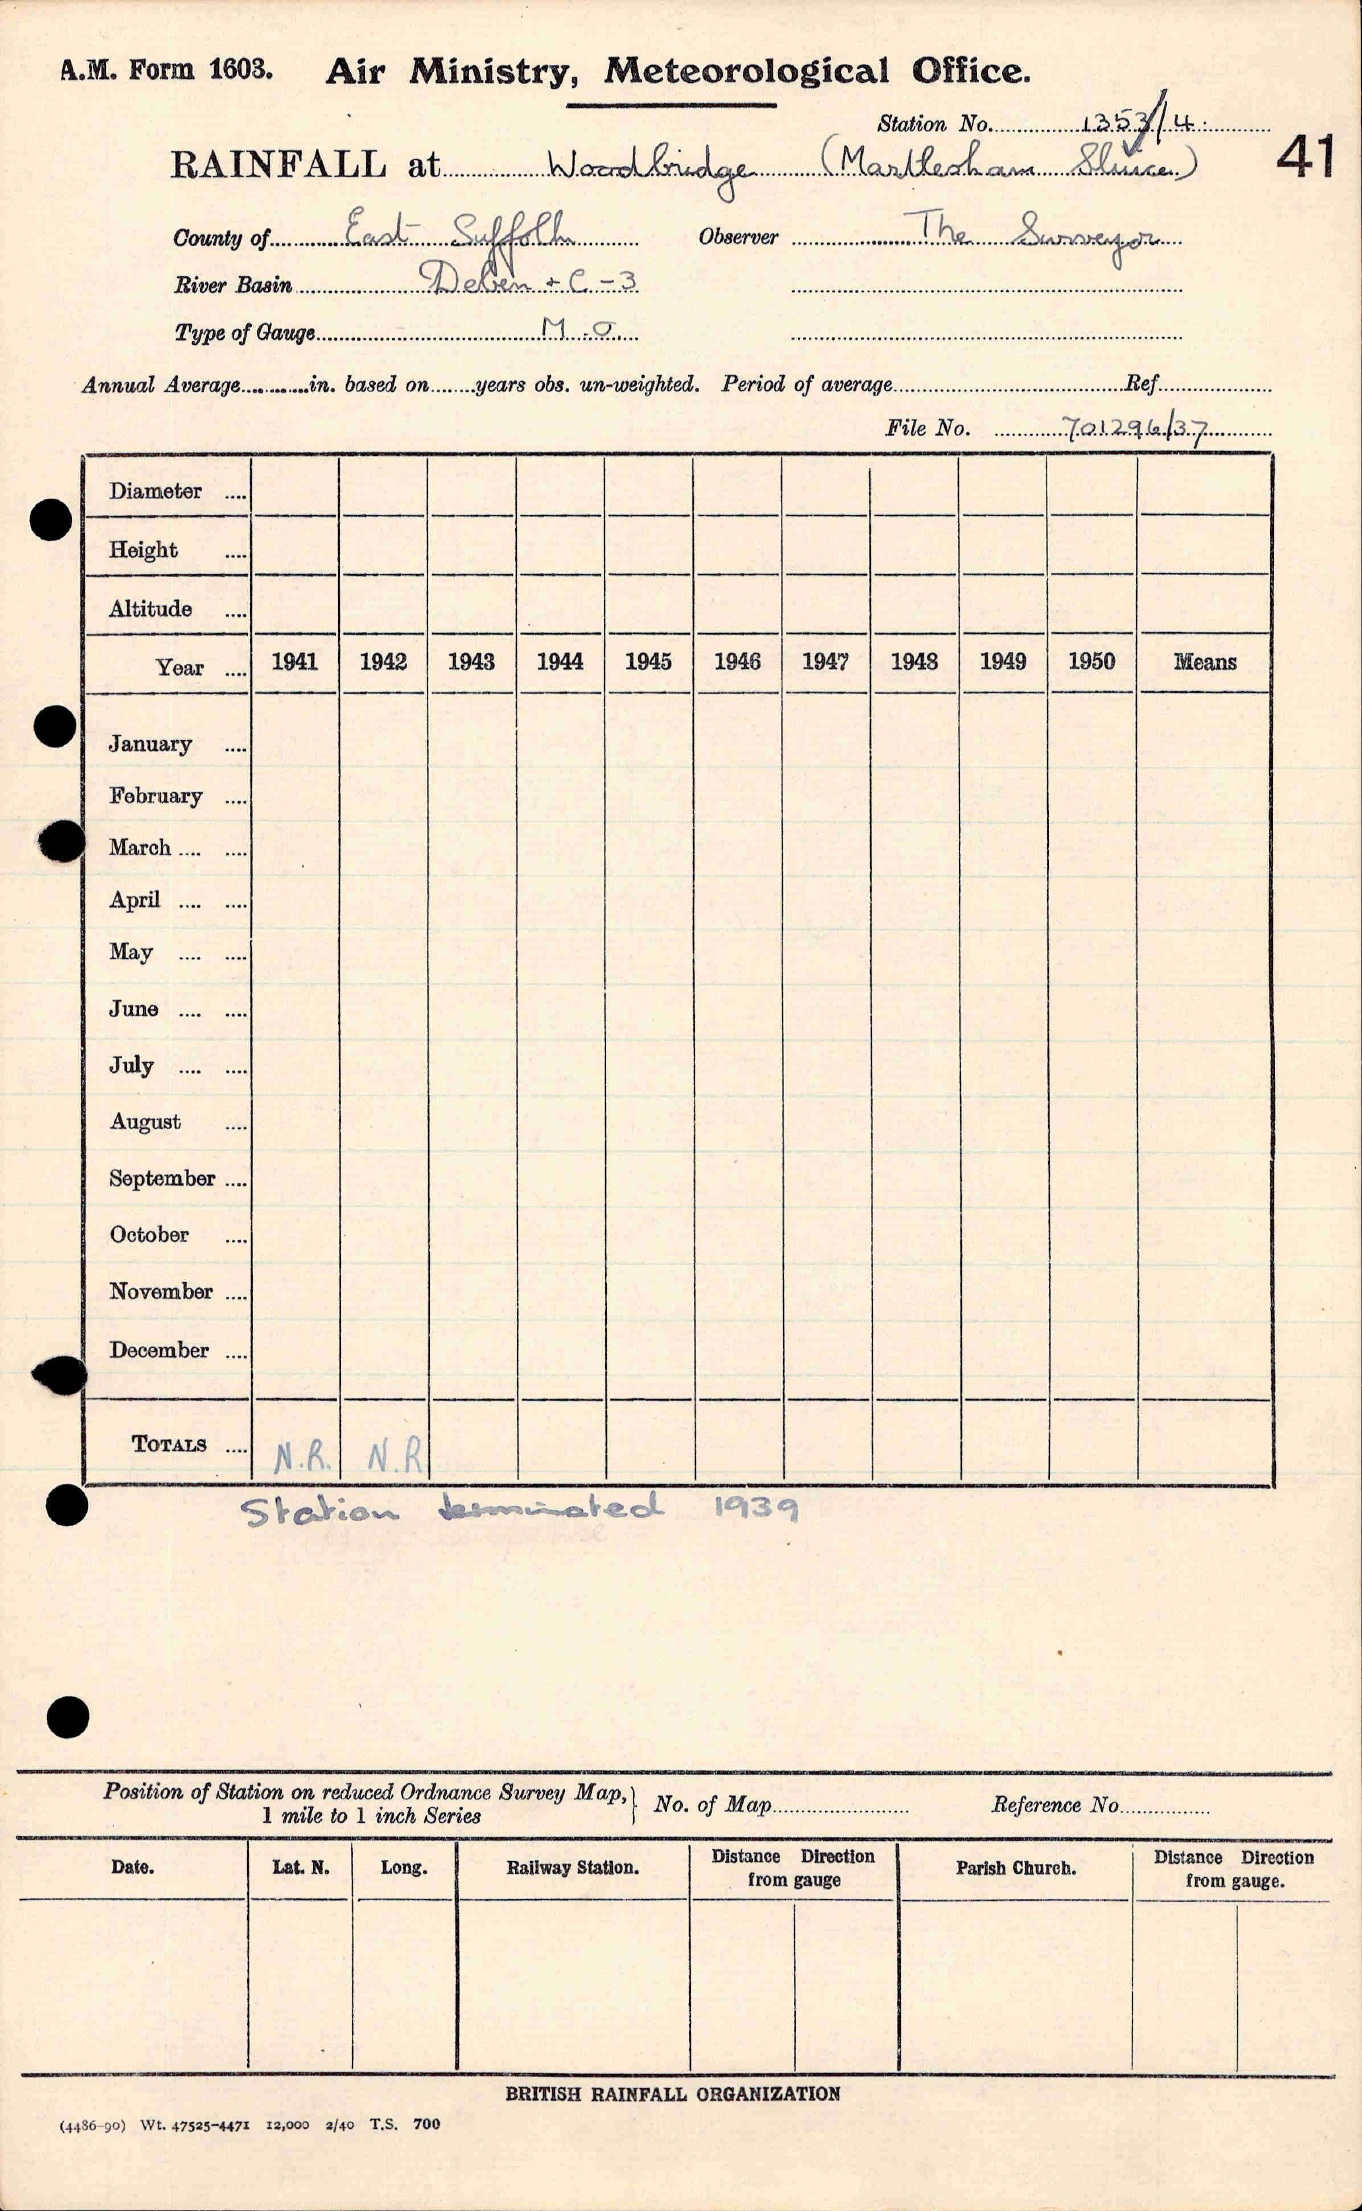 A.M. Form 1603. Air Ministry, Meteorological Office.
Station No. 1353/4.
RAINFALL at Woodbridge (Martlesham Sluice)
41
County of East Suffolk Observer The Surveyor
River Basin Deben + C - 3
Type of Gauge M.O.
Annual Average in. based on years obs. un-weighted. Period of average Ref.
File No. 701296/37
Diameter
Height
Altitude
Year 1941 1942 1943 1944 1945 1946 1947 1948 1949 1950 Means
January
February
March
April
May
June
July
August
September
October
November
December
TOTALS N.R. N.R
Station terminated 1939
Position of Station on reduced Ordnance Survey Map, 1 mile to 1 inch Series } No. of Map Reference No.
Date. Lat. N. Long. Railway Station. Distance Direction from gauge Parish Church. Distance Direction from gauge.
BRITISH RAINFALL ORGANIZATION
(4486-90) Wt. 47525-4471 12,000 2/40 T.S. 700